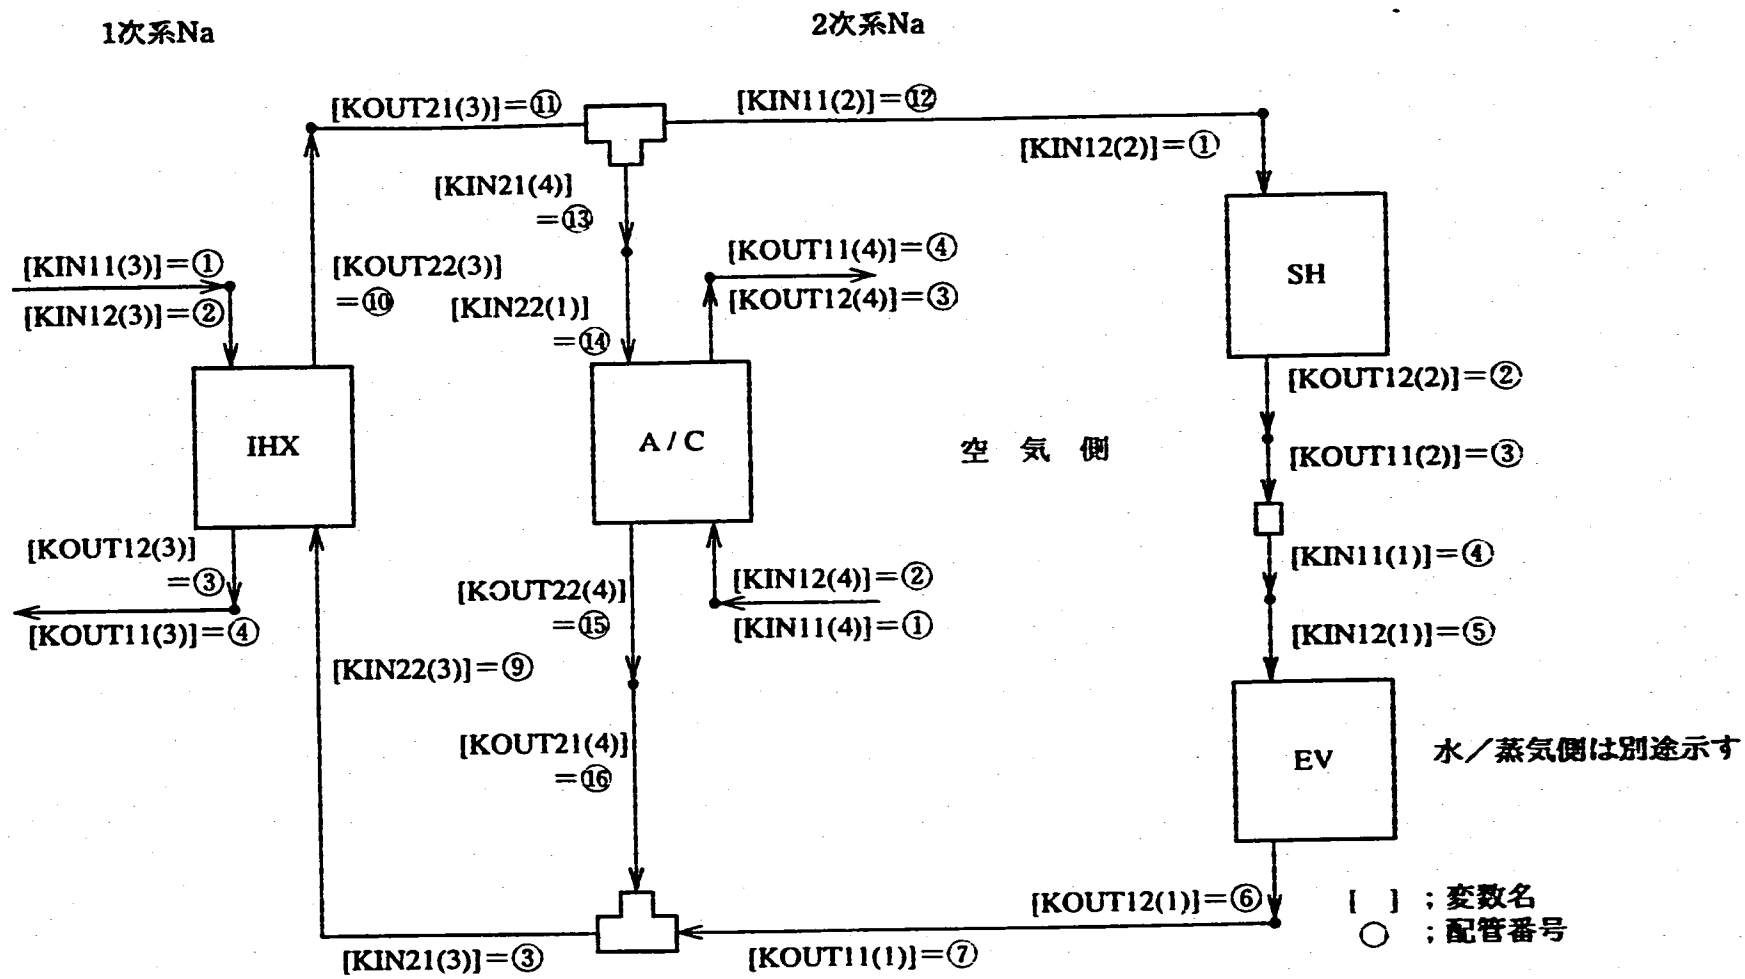 1次系Na
2次系Na
[KOUT21(3)]=⑪
[KIN11(2)]=⑫
[KIN12(2)]=①
[KIN21(4)]
=⑬
[KIN11(3)]=①
[KIN12(3)]=②
[KOUT22(3)]
=⑩
[KIN22(1)]
=⑭
[KOUT11(4)]=④
[KOUT12(4)]=③
SH
[KOUT12(2)]=②
[KOUT11(2)]=③
IHX
A/C
空気側
[KIN11(1)]=④
[KIN12(1)]=⑤
[KOUT12(3)]
=③
[KOUT11(3)]=④
[KOUT22(4)]
=⑮
[KIN12(4)]=②
[KIN11(4)]=①
[KIN22(3)]=⑨
[KOUT21(4)]
=⑯
EV
水/蒸気側は別途示す
[KOUT12(1)]=⑥
[KOUT11(1)]=⑦
[KIN21(3)]=③
[ ] ;変数名
○ ;配管番号